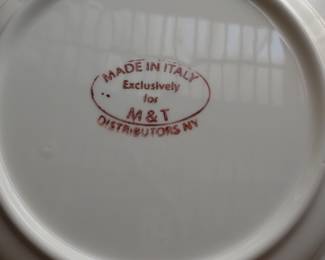 MADE IN ITALY
Exclusively
for
M & T
DISTRIBUTORS NY